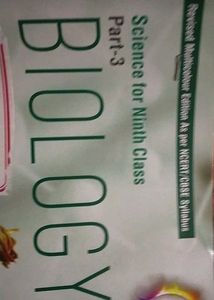 Revised Multicolour Edition As per NCERT/CBSE Syllabus
Science for Ninth Class
Part-3
BIOLOGY